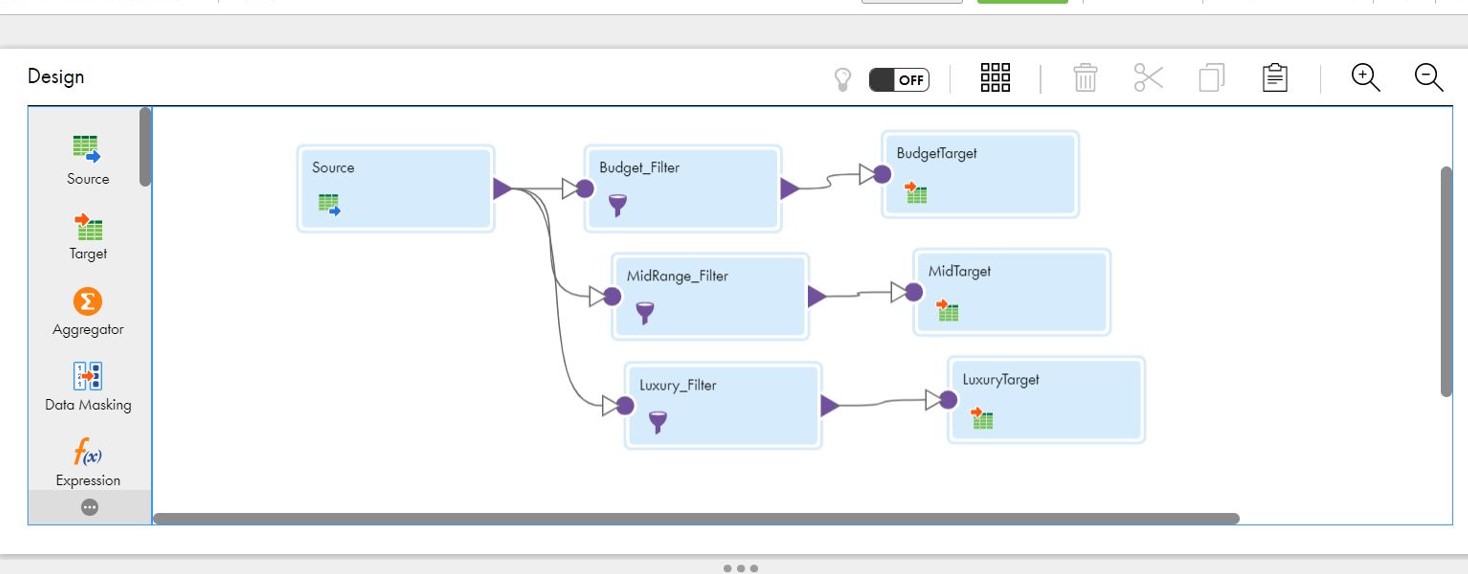 Design
OFF
Source
Target
Aggregator
Data Masking
f(x)
Expression
Source
Budget_Filter
BudgetTarget
MidRange_Filter
MidTarget
Luxury_Filter
LuxuryTarget